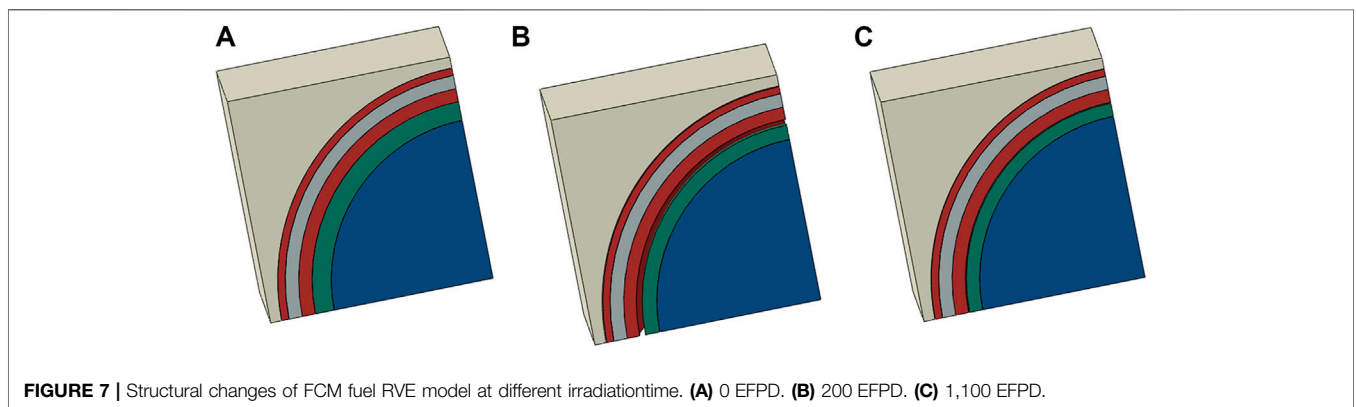 A
B
C
FIGURE 7 | Structural changes of FCM fuel RVE model at different irradiationtime. (A) 0 EFPD. (B) 200 EFPD. (C) 1,100 EFPD.